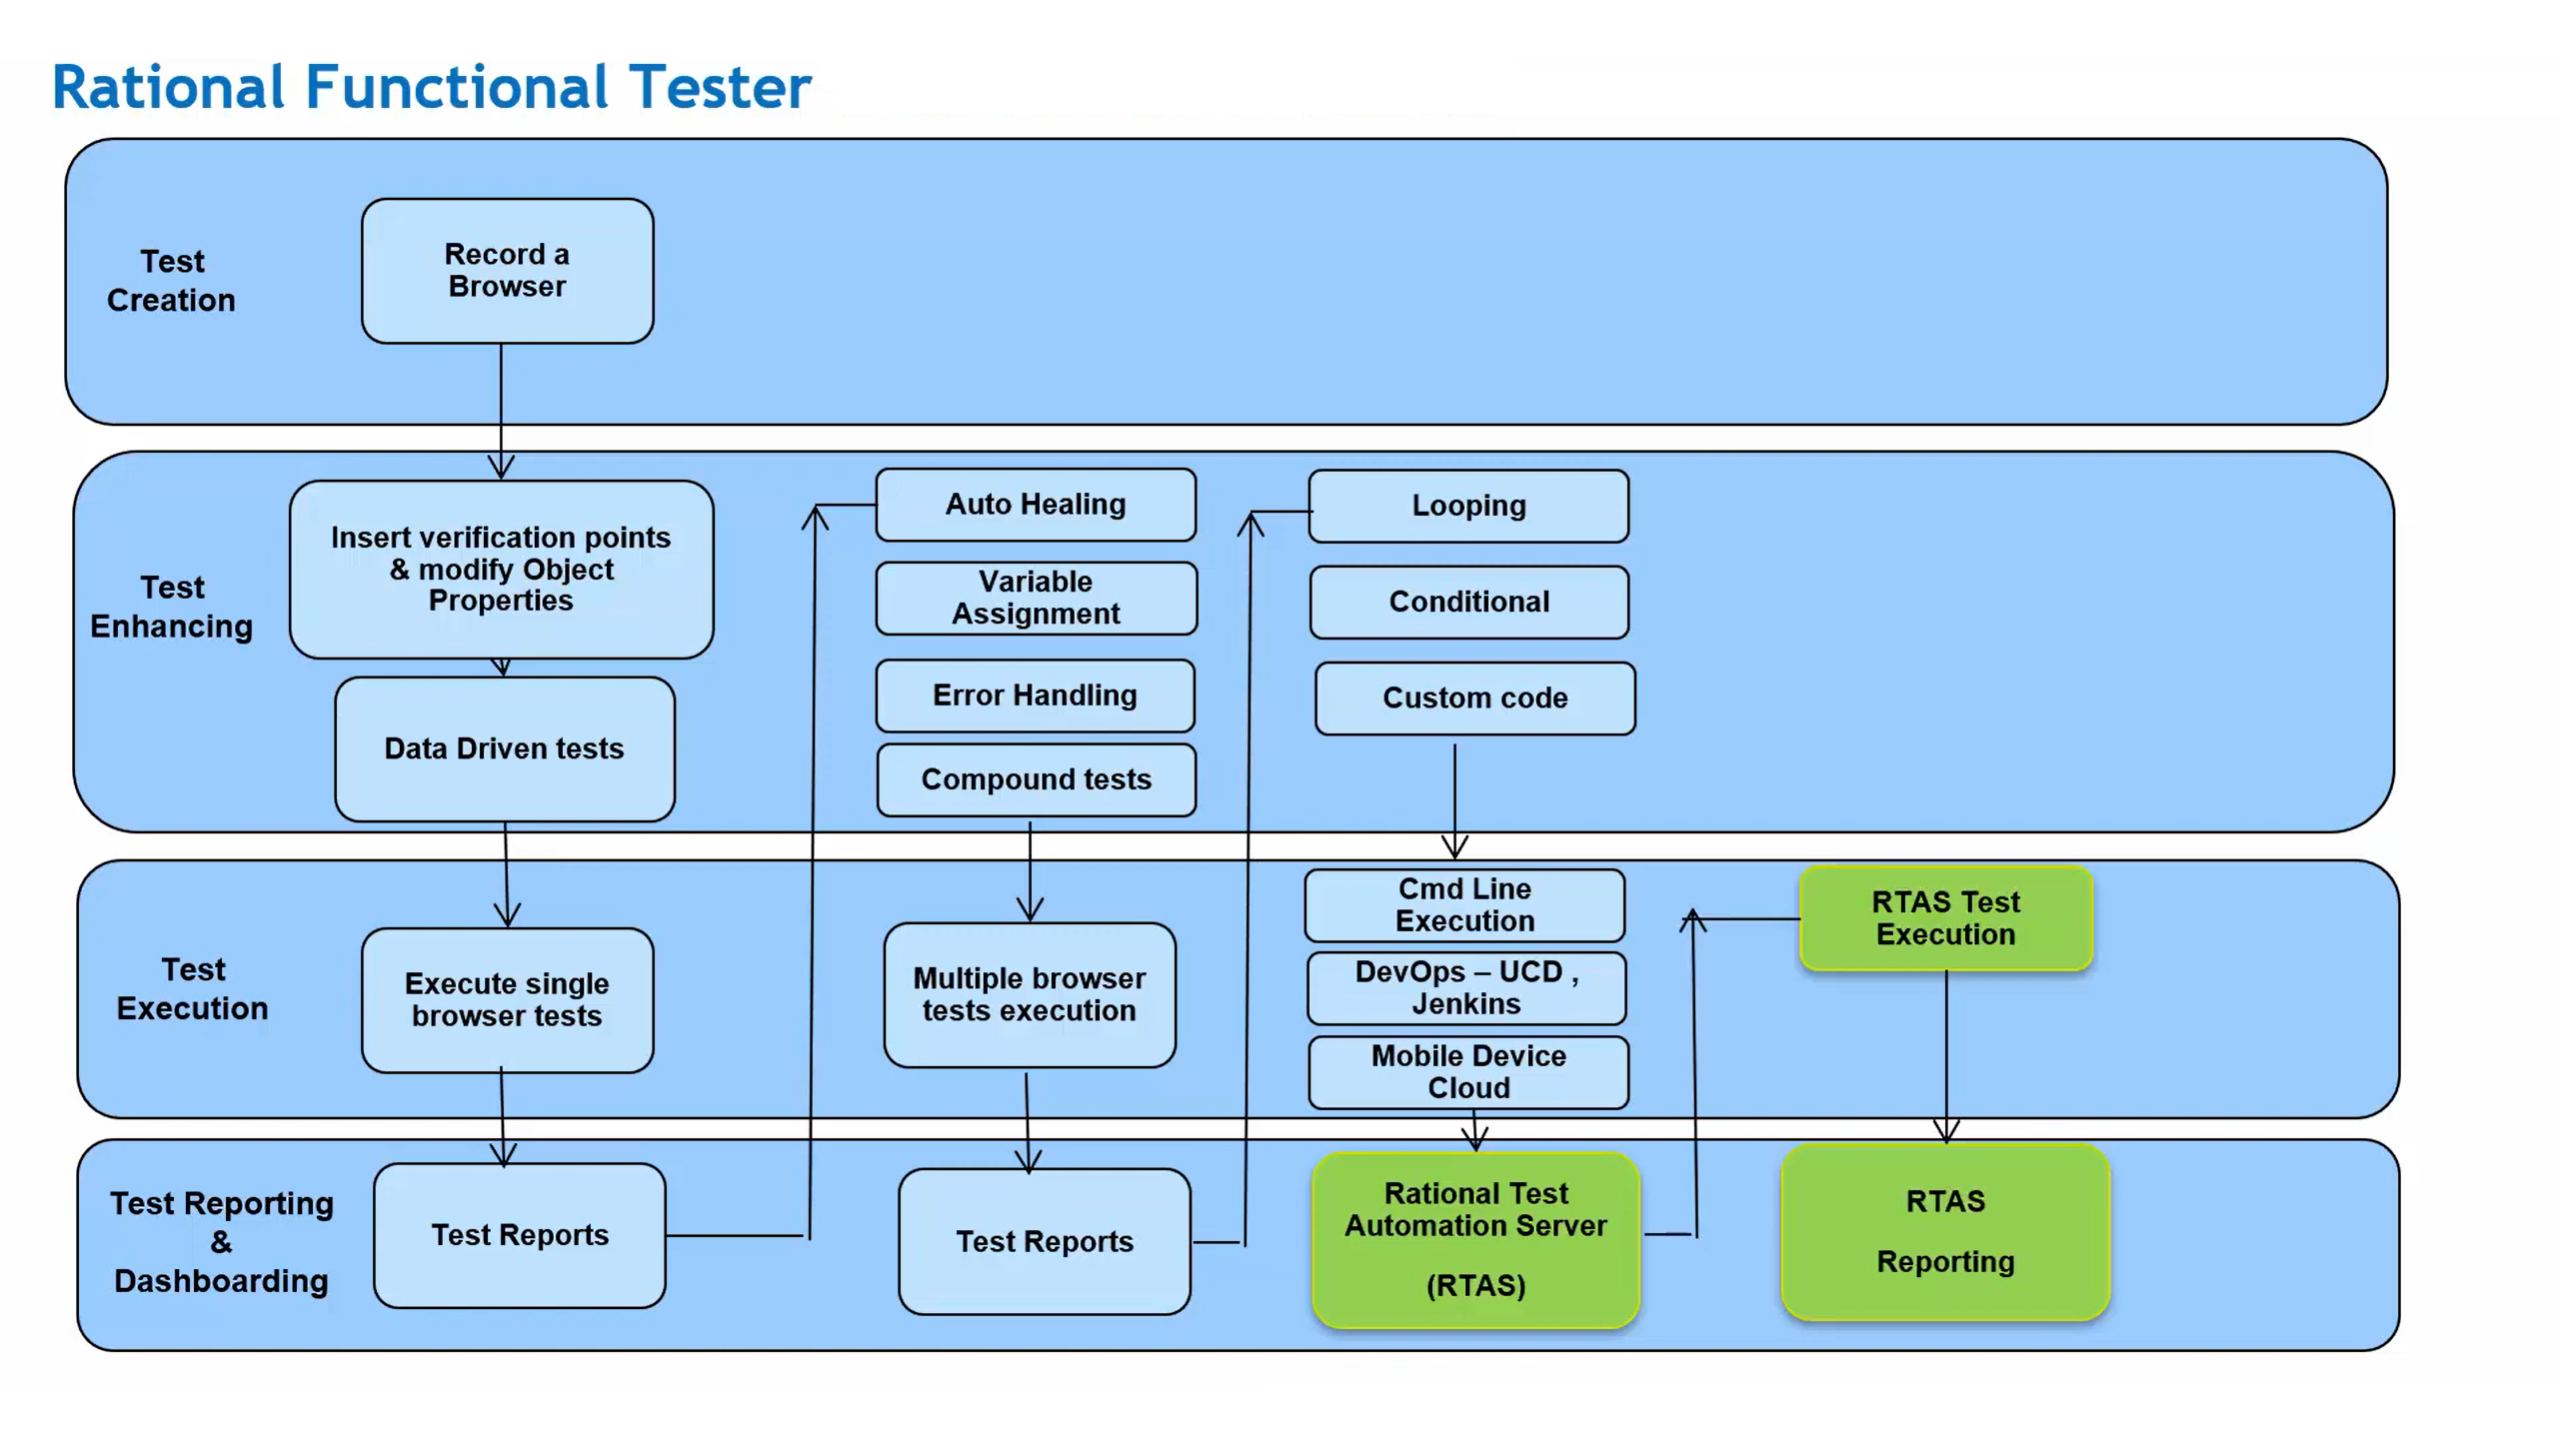 Rational Functional Tester
Test
Creation
Record a
Browser
Test
Enhancing
Insert verification points
& modify Object
Properties
Data Driven tests
Auto Healing
Variable
Assignment
Error Handling
Compound tests
Looping
Conditional
Custom code
Test
Execution
Execute single
browser tests
Multiple browser
tests execution
Cmd Line
Execution
DevOps – UCD ,
Jenkins
Mobile Device
Cloud
RTAS Test
Execution
Test Reporting
&
Dashboarding
Test Reports
Test Reports
Rational Test
Automation Server
(RTAS)
RTAS
Reporting